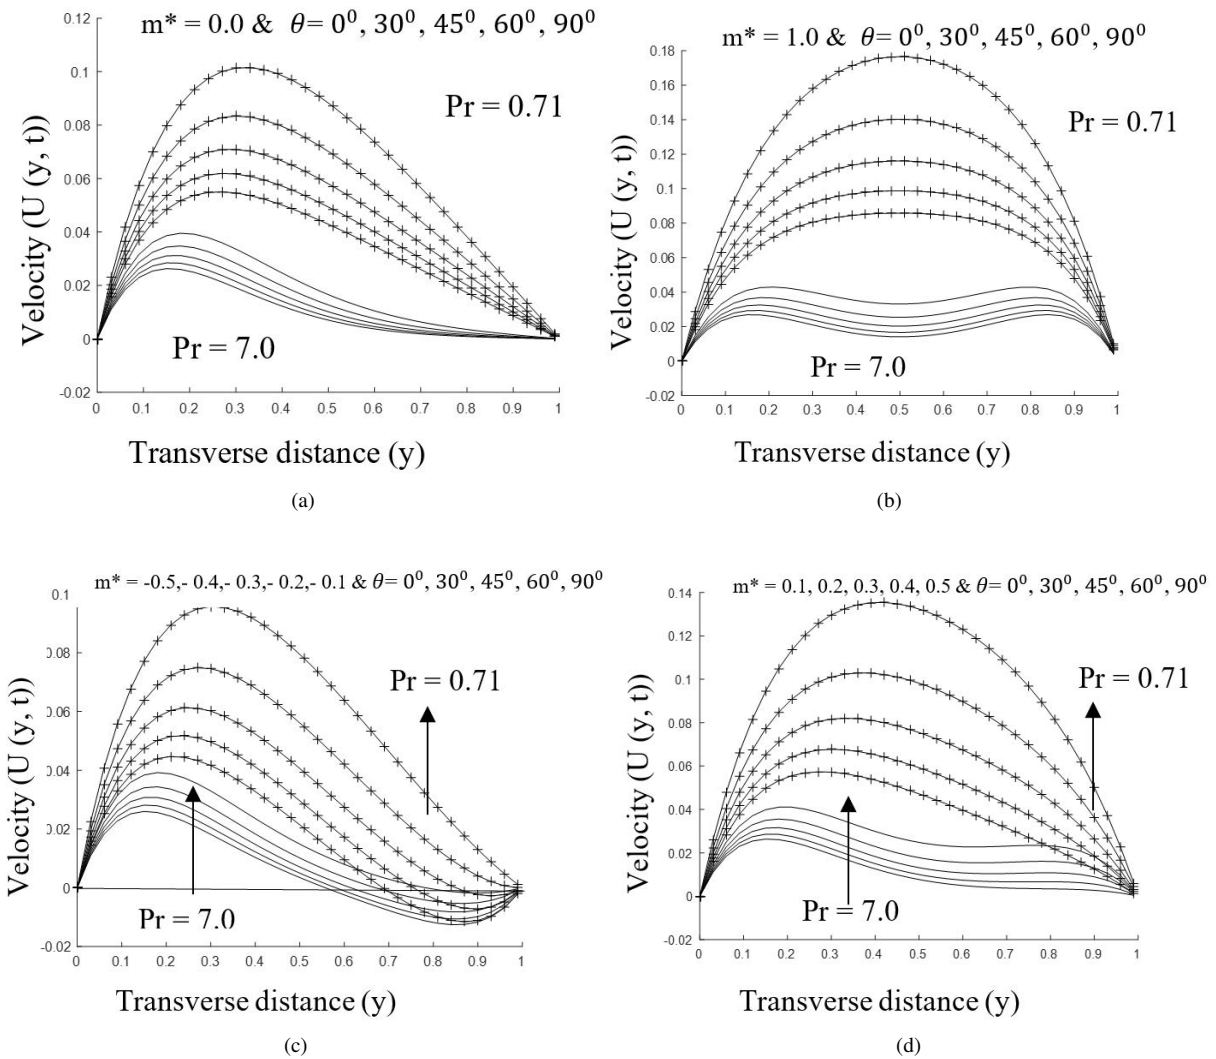 m* = 0.0 & θ= 0⁰, 30⁰, 45⁰, 60⁰, 90⁰
0.12
0.1
0.08
0.06
0.04
0.02
0
-0.02
Velocity (U (y, t))
Pr = 0.71
Pr = 7.0
0 0.1 0.2 0.3 0.4 0.5 0.6 0.7 0.8 0.9 1
Transverse distance (y)
(a)
m* = 1.0 & θ= 0⁰, 30⁰, 45⁰, 60⁰, 90⁰
0.18
0.16
0.14
0.12
0.1
0.08
0.06
0.04
0.02
0
-0.02
Velocity (U (y, t))
Pr = 0.71
Pr = 7.0
0 0.1 0.2 0.3 0.4 0.5 0.6 0.7 0.8 0.9 1
Transverse distance (y)
(b)
m* = -0.5,- 0.4,- 0.3,- 0.2,- 0.1 & θ= 0⁰, 30⁰, 45⁰, 60⁰, 90⁰
0.1
0.08
0.06
0.04
0.02
0
-0.02
Velocity (U (y, t))
Pr = 0.71
Pr = 7.0
0 0.1 0.2 0.3 0.4 0.5 0.6 0.7 0.8 0.9 1
Transverse distance (y)
(c)
m* = 0.1, 0.2, 0.3, 0.4, 0.5 & θ= 0⁰, 30⁰, 45⁰, 60⁰, 90⁰
0.14
0.12
0.1
0.08
0.06
0.04
0.02
0
-0.02
Velocity (U (y, t))
Pr = 0.71
Pr = 7.0
0 0.1 0.2 0.3 0.4 0.5 0.6 0.7 0.8 0.9 1
Transverse distance (y)
(d)